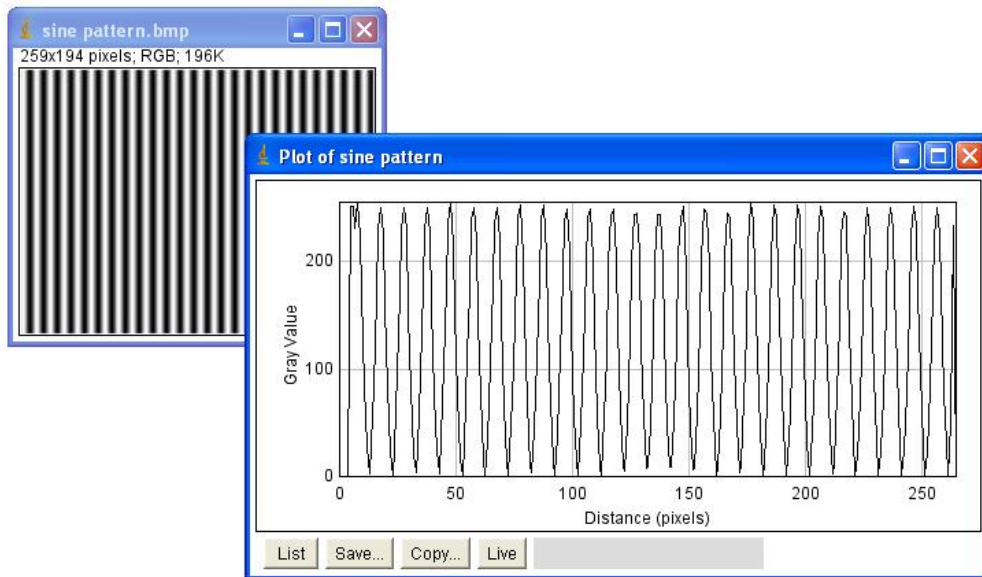 sine pattern.bmp
259x194 pixels; RGB; 196K
Plot of sine pattern
200
100
0
Gray Value
0 50 100 150 200 250
Distance (pixels)
List Save... Copy... Live